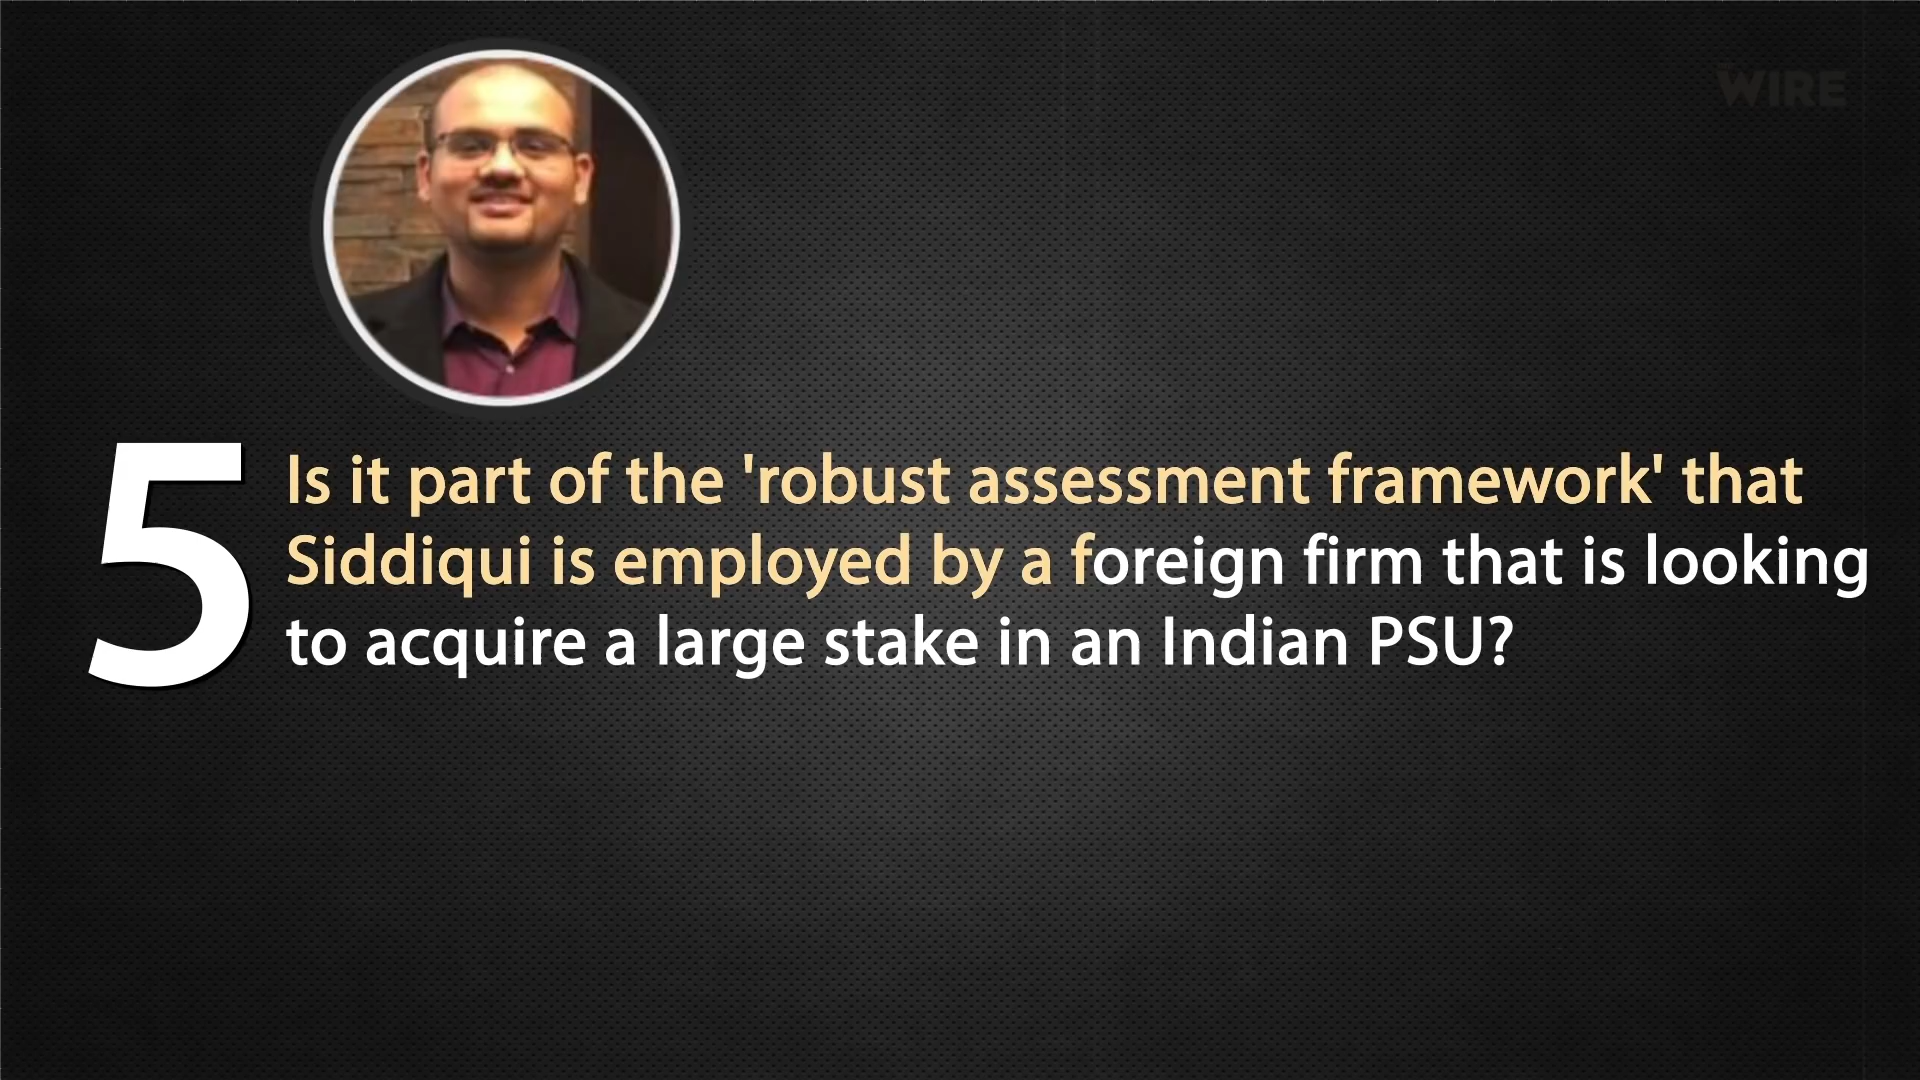 WIRE
5
Is it part of the 'robust assessment framework' that
Siddiqui is employed by a foreign firm that is looking
to acquire a large stake in an Indian PSU?